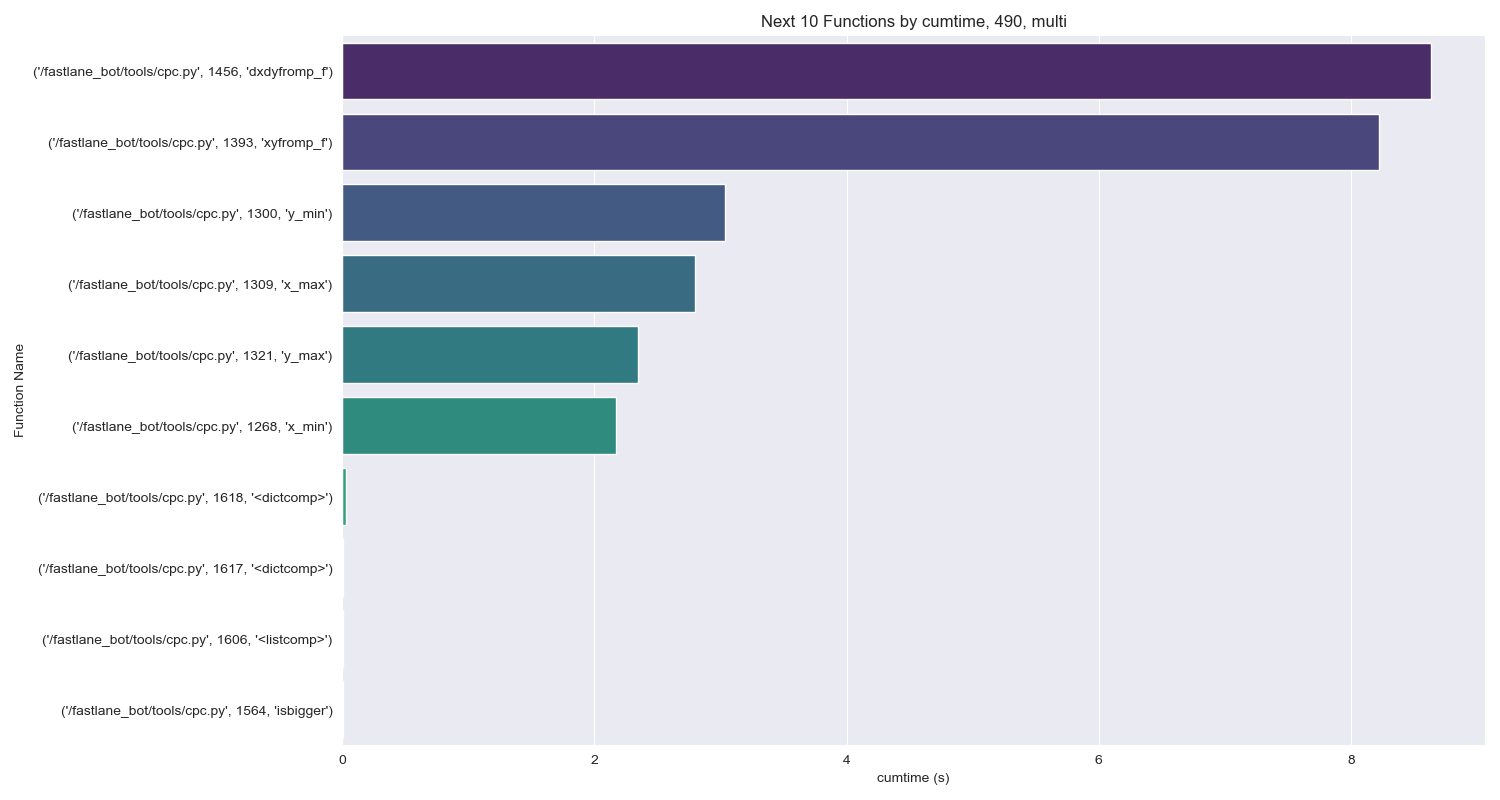 Next 10 Functions by cumtime, 490, multi
('/fastlane_bot/tools/cpc.py', 1456, 'dxdyfromp_f')
('/fastlane_bot/tools/cpc.py', 1393, 'xyfromp_f')
('/fastlane_bot/tools/cpc.py', 1300, 'y_min')
('/fastlane_bot/tools/cpc.py', 1309, 'x_max')
('/fastlane_bot/tools/cpc.py', 1321, 'y_max')
('/fastlane_bot/tools/cpc.py', 1268, 'x_min')
('/fastlane_bot/tools/cpc.py', 1618, '<dictcomp>')
('/fastlane_bot/tools/cpc.py', 1617, '<dictcomp>')
('/fastlane_bot/tools/cpc.py', 1606, '<listcomp>')
('/fastlane_bot/tools/cpc.py', 1564, 'isbigger')
Function Name
0 2 4 6 8
cumtime (s)